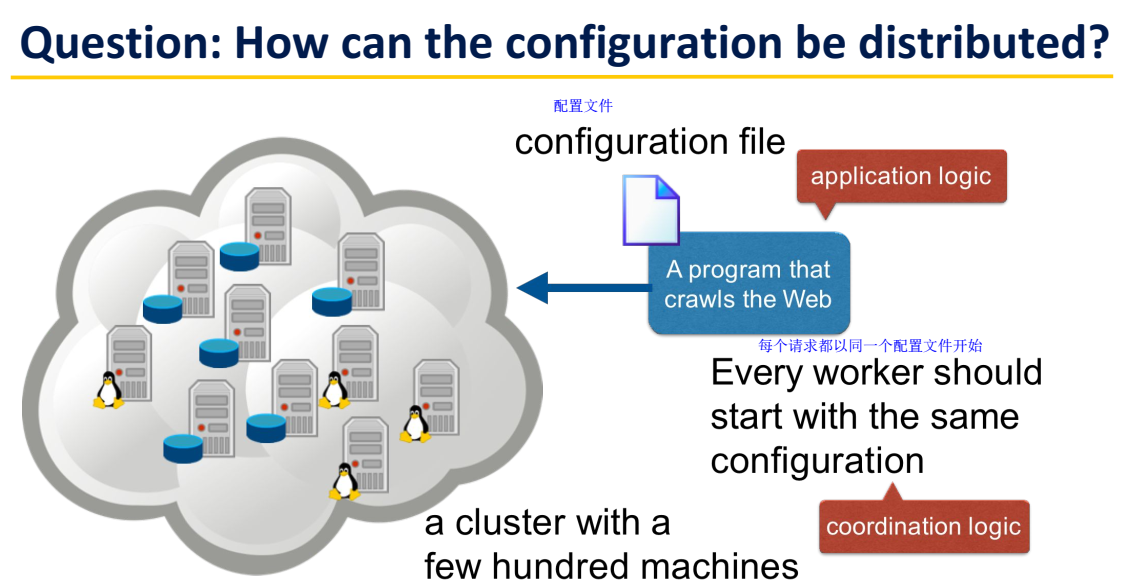 Question: How can the configuration be distributed?
配置文件
configuration file
application logic
A program that
crawls the Web
每个请求都以同一个配置文件开始
Every worker should
start with the same
configuration
coordination logic
a cluster with a
few hundred machines